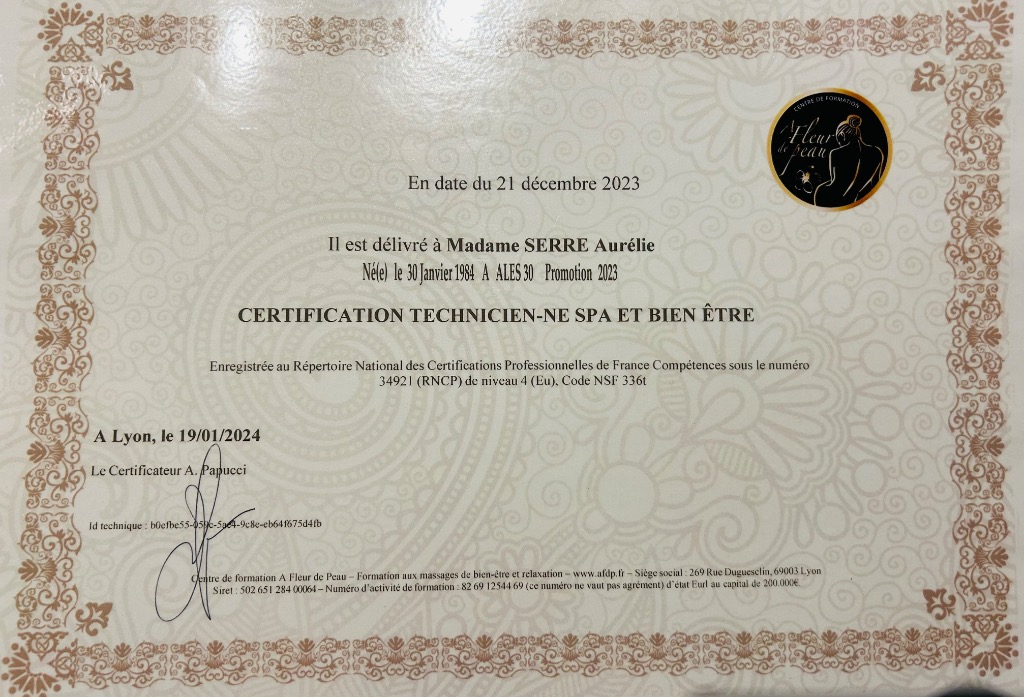 CENTRE DE FORMATION
A Fleur
de peau
En date du 21 décembre 2023
Il est délivré à Madame SERRE Aurélie
Né(e) le 30 Janvier 1984 A ALES 30 Promotion 2023
CERTIFICATION TECHNICIEN-NE SPA ET BIEN ÊTRE
Enregistrée au Répertoire National des Certifications Professionnelles de France Compétences sous le numéro
34921 (RNCP) de niveau 4 (Eu), Code NSF 336t
A Lyon, le 19/01/2024
Le Certificateur A. Papucci
Id technique :
Centre de formation A Fleur de Peau – Formation aux massages de bien-être et relaxation – www.afdp.fr – Siège social : 269 Rue Duguesclin, 69003 Lyon
Siret : 502 651 284 00064 – Numéro d’activité de formation : 82 69 12544 69 (ce numéro ne vaut pas agrément) d’état Eurl au capital de 200.000€